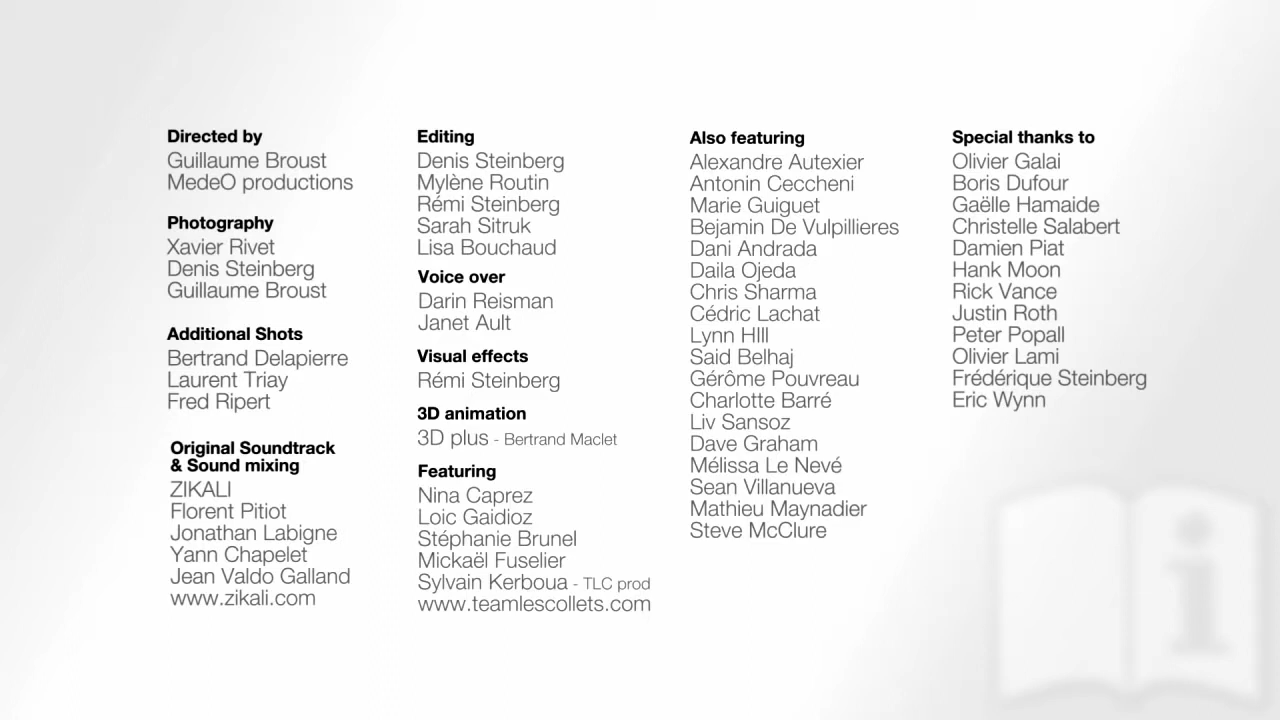 Directed by
Guillaume Broust
MedeO productions
Photography
Xavier Rivet
Denis Steinberg
Guillaume Broust
Additional Shots
Bertrand Delapierre
Laurent Triay
Fred Ripert
Original Soundtrack
& Sound mixing
ZIKALI
Florent Pitiot
Jonathan Labigne
Yann Chapelet
Jean Valdo Galland
www.zikali.com
Editing
Denis Steinberg
Mylène Routin
Rémi Steinberg
Sarah Sitruk
Lisa Bouchaud
Voice over
Darin Reisman
Janet Ault
Visual effects
Rémi Steinberg
3D animation
3D plus - Bertrand Maclet
Featuring
Nina Caprez
Loic Gaidioz
Stéphanie Brunel
Mickaël Fuselier
Sylvain Kerboua - TLC prod
www.teamlescollets.com
Also featuring
Alexandre Autexier
Antonin Ceccheni
Marie Guiguet
Bejamin De Vulpillieres
Dani Andrada
Daila Ojeda
Chris Sharma
Cédric Lachat
Lynn HIll
Said Belhaj
Gérôme Pouvreau
Charlotte Barré
Liv Sansoz
Dave Graham
Mélissa Le Nevé
Sean Villanueva
Mathieu Maynadier
Steve McClure
Special thanks to
Olivier Galai
Boris Dufour
Gaëlle Hamaide
Christelle Salabert
Damien Piat
Hank Moon
Rick Vance
Justin Roth
Peter Popall
Olivier Lami
Frédérique Steinberg
Eric Wynn
i